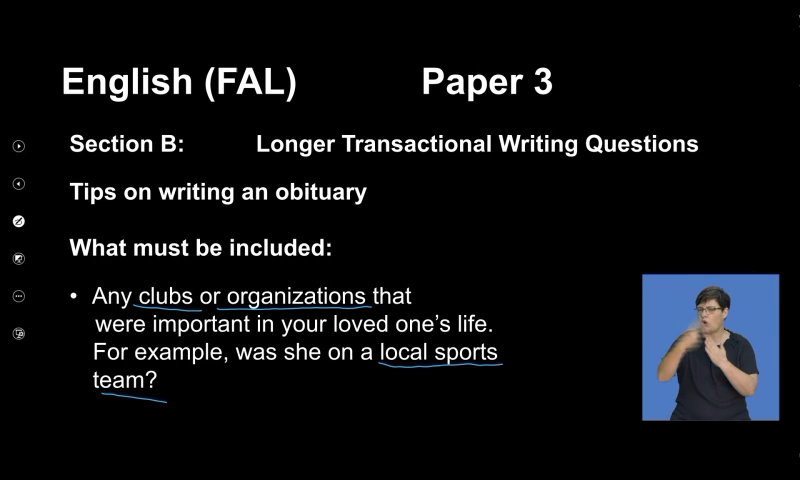 English (FAL) Paper 3
Section B: Longer Transactional Writing Questions
Tips on writing an obituary
What must be included:
• Any clubs or organizations that
were important in your loved one’s life.
For example, was she on a local sports
team?